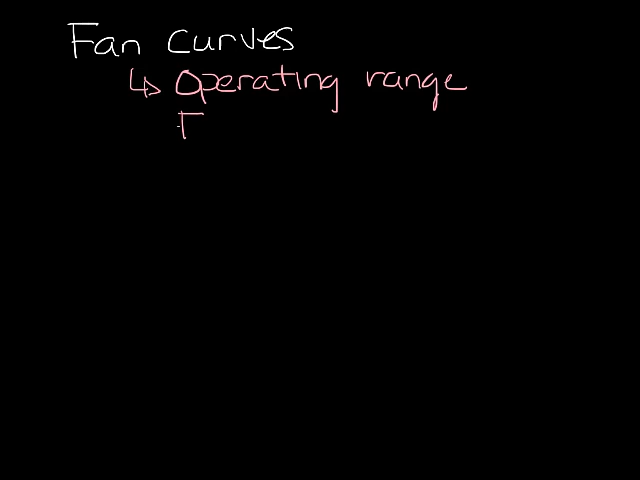 Fan curves
↳ Operating range